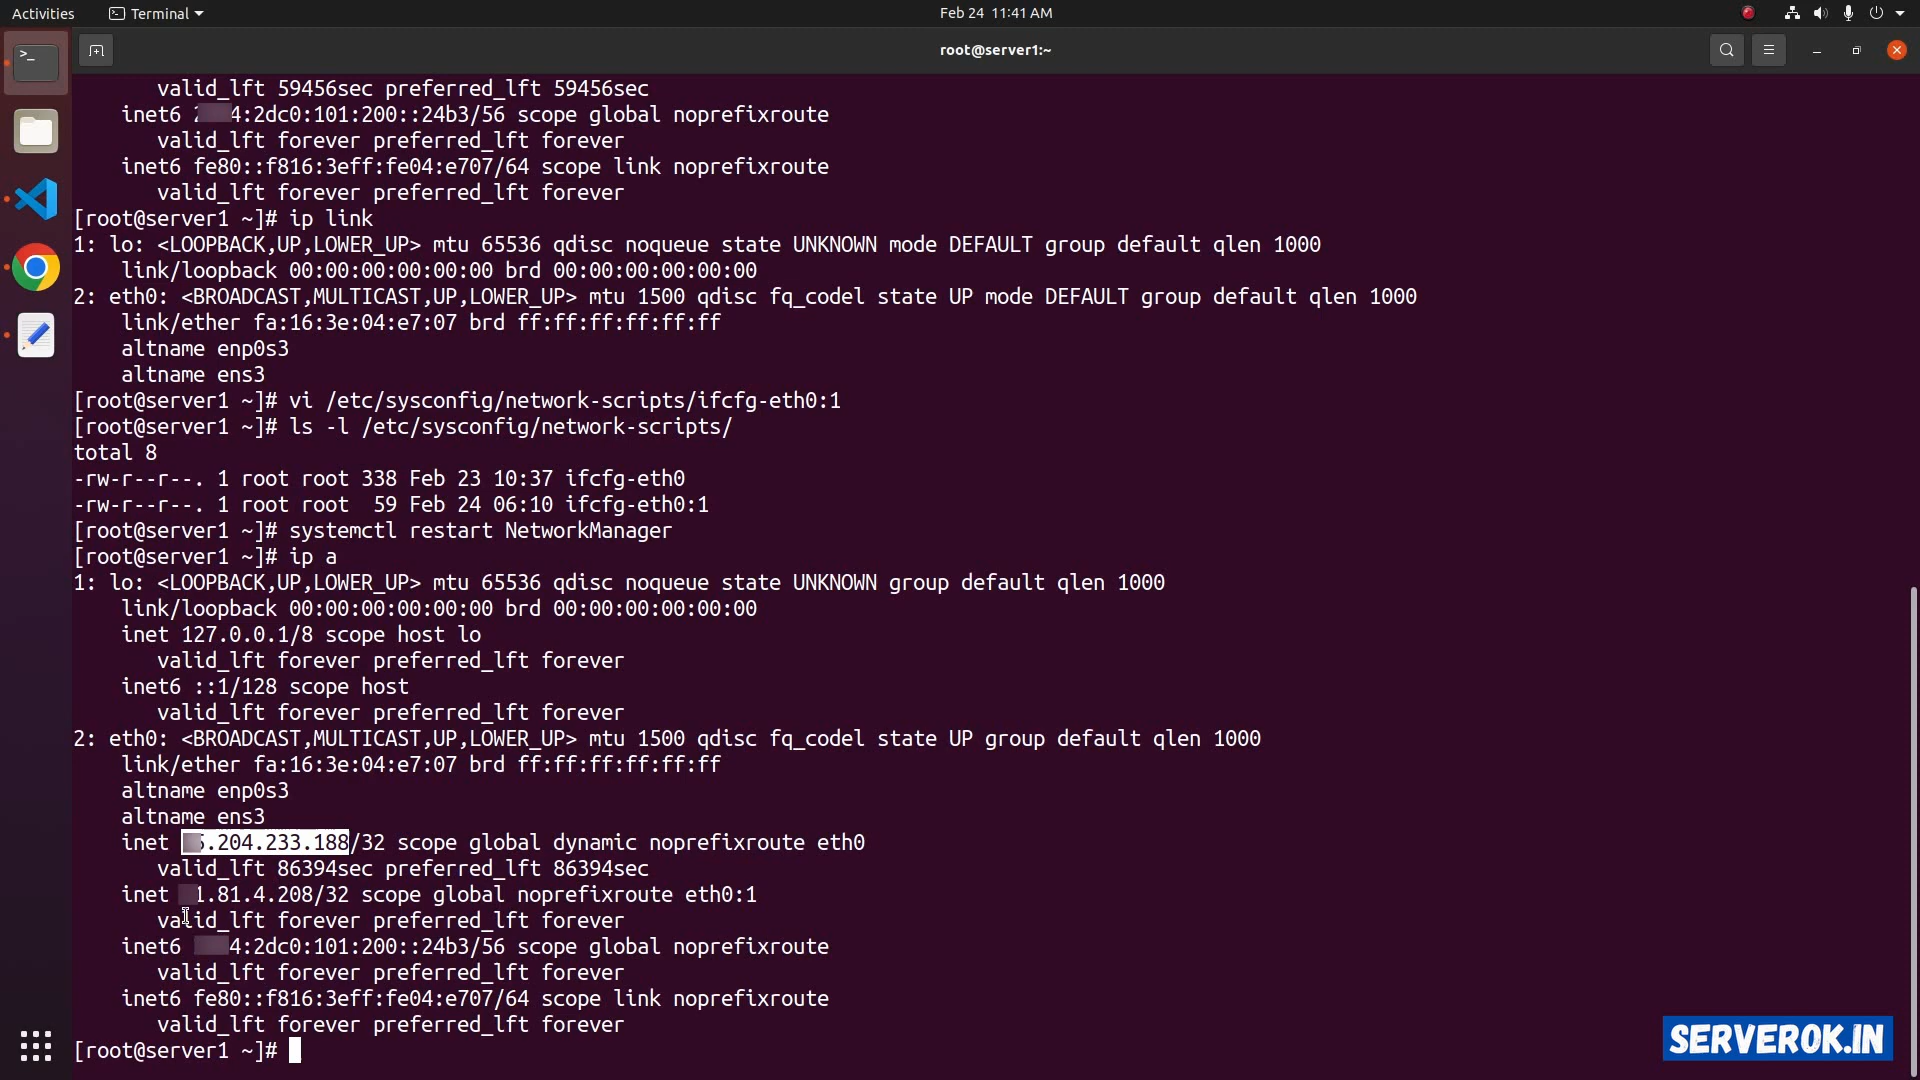 Activities
Terminal
Feb 24 11:41 AM
root@server1:~
valid_lft 59456sec preferred_lft 59456sec
inet6 4:2dc0:101:200::24b3/56 scope global noprefixroute
valid_lft forever preferred_lft forever
inet6 fe80::f816:3eff:fe04:e707/64 scope link noprefixroute
valid_lft forever preferred_lft forever
[root@server1 ~]# ip link
1: lo: <LOOPBACK,UP,LOWER_UP> mtu 65536 qdisc noqueue state UNKNOWN mode DEFAULT group default qlen 1000
link/loopback 00:00:00:00:00:00 brd 00:00:00:00:00:00
2: eth0: <BROADCAST,MULTICAST,UP,LOWER_UP> mtu 1500 qdisc fq_codel state UP mode DEFAULT group default qlen 1000
link/ether fa:16:3e:04:e7:07 brd ff:ff:ff:ff:ff:ff
altname enp0s3
altname ens3
[root@server1 ~]# vi /etc/sysconfig/network-scripts/ifcfg-eth0:1
[root@server1 ~]# ls -l /etc/sysconfig/network-scripts/
total 8
-rw-r--r--. 1 root root 338 Feb 23 10:37 ifcfg-eth0
-rw-r--r--. 1 root root  59 Feb 24 06:10 ifcfg-eth0:1
[root@server1 ~]# systemctl restart NetworkManager
[root@server1 ~]# ip a
1: lo: <LOOPBACK,UP,LOWER_UP> mtu 65536 qdisc noqueue state UNKNOWN group default qlen 1000
link/loopback 00:00:00:00:00:00 brd 00:00:00:00:00:00
inet 127.0.0.1/8 scope host lo
valid_lft forever preferred_lft forever
inet6 ::1/128 scope host
valid_lft forever preferred_lft forever
2: eth0: <BROADCAST,MULTICAST,UP,LOWER_UP> mtu 1500 qdisc fq_codel state UP group default qlen 1000
link/ether fa:16:3e:04:e7:07 brd ff:ff:ff:ff:ff:ff
altname enp0s3
altname ens3
inet .204.233.188/32 scope global dynamic noprefixroute eth0
valid_lft 86394sec preferred_lft 86394sec
inet 1.81.4.208/32 scope global noprefixroute eth0:1
valid_lft forever preferred_lft forever
inet6 4:2dc0:101:200::24b3/56 scope global noprefixroute
valid_lft forever preferred_lft forever
inet6 fe80::f816:3eff:fe04:e707/64 scope link noprefixroute
valid_lft forever preferred_lft forever
[root@server1 ~]#
SERVEROK.IN